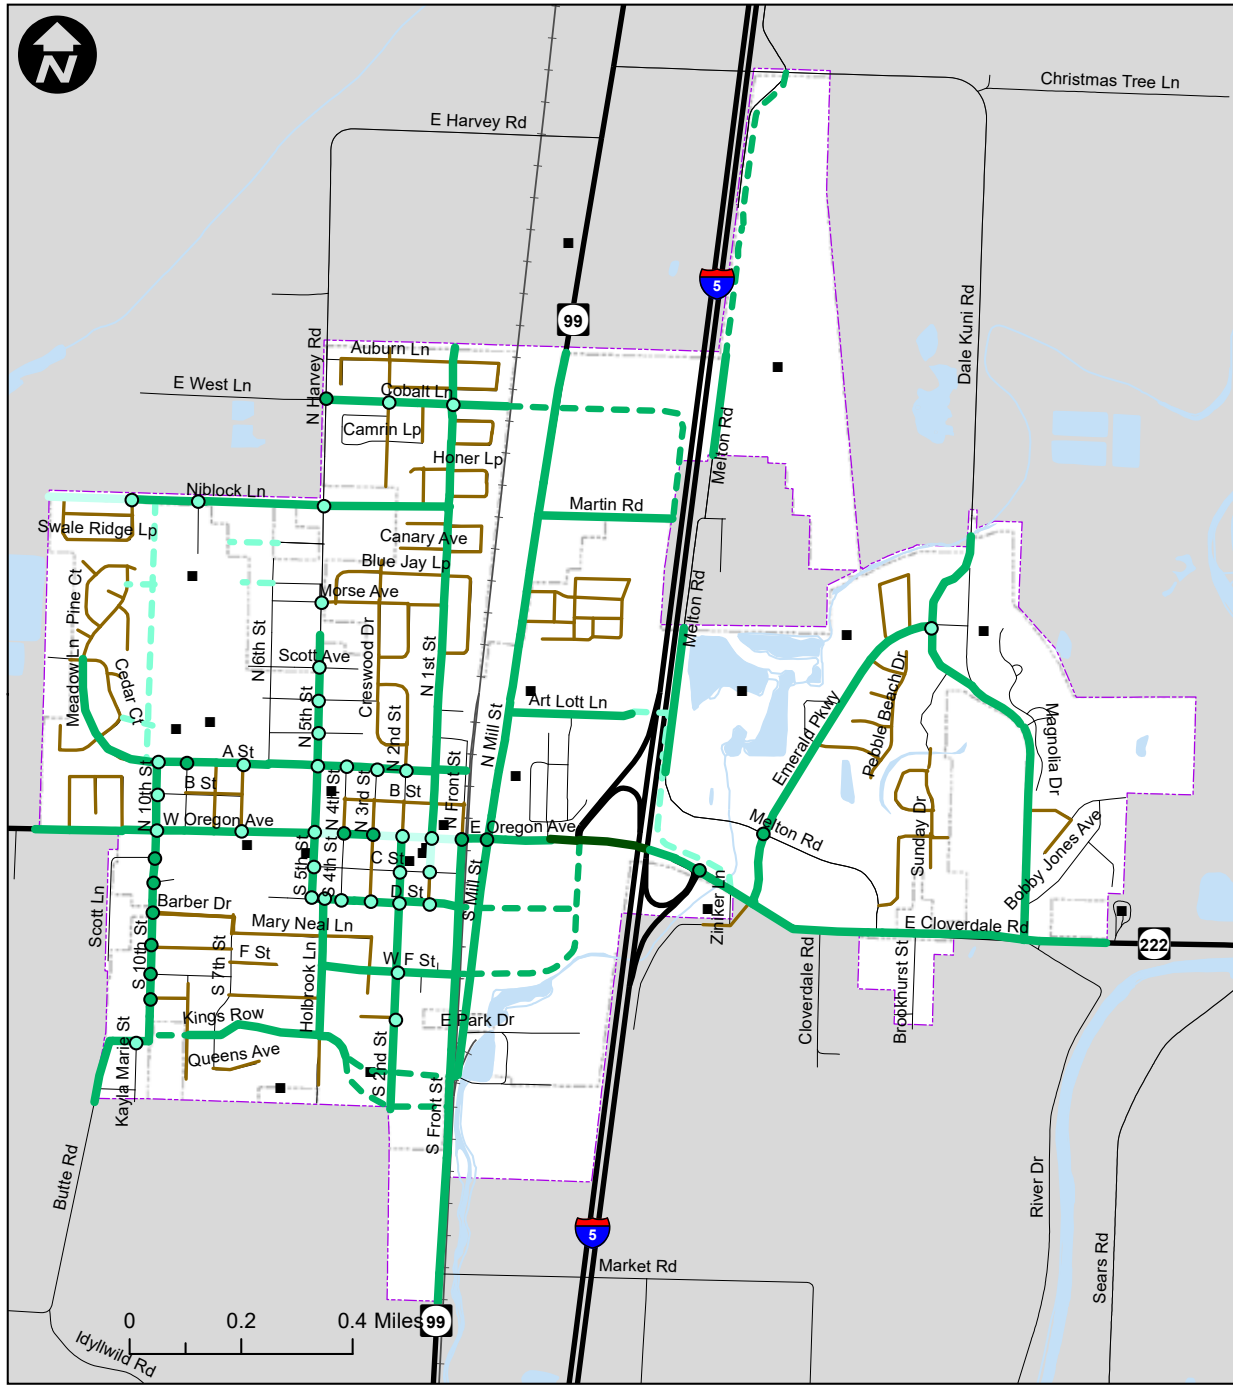 N
Christmas Tree Ln
E Harvey Rd
5
99
N Harvey Rd
Auburn Ln
Dale Kuni Rd
E West Ln
Cobalt Ln
Camrin Lp
Melton Rd
Honer Lp
Niblock Ln
Martin Rd
Swale Ridge Lp
Canary Ave
Blue Jay Lp
Pine Ct
Morse Ave
Melton Rd
N 6th St
Scott Ave
Creswood Dr
N 1st St
Meadow Ln
Cedar Ct
Pebble Beach Dr
Art Lott Ln
N 5th St
N 2nd St
N Mill St
Emerald Pkwy
Magnolia Dr
A St
N 10th St
B St
N 4th St
N 3rd St
B St
N Front St
W Oregon Ave
E Oregon Ave
Melton Rd
Sunday Dr
Bobby Jones Ave
C St
S 5th St
S 4th St
D St
S Mill St
Scott Ln
Barber Dr
Mary Neal Ln
Ziniker Ln
E Cloverdale Rd
222
S 10th St
S 7th St
F St
W F St
Holbrook Ln
Cloverdale Rd
Brookhurst St
Kings Row
E Park Dr
Kayla Marie St
Queens Ave
S 2nd St
S Front St
Butte Rd
River Dr
5
Market Rd
Sears Rd
0
0.2
0.4 Miles
99
Idyllwild Rd